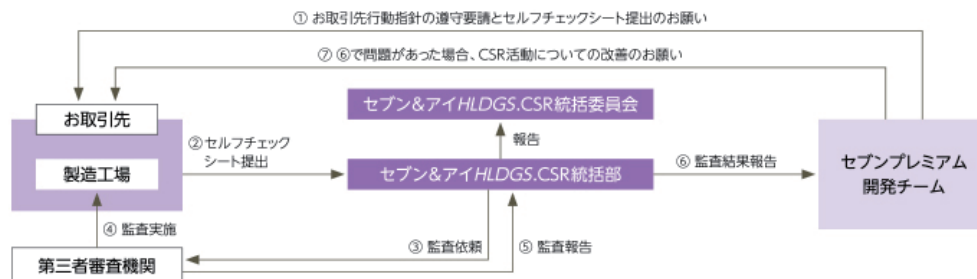 ① お取引先行動指針の遵守要請とセルフチェックシート提出のお願い
⑦ ⑥で問題があった場合、CSR活動についての改善のお願い
お取引先
製造工場
②セルフチェック
シート提出
セブン&アイHLDGS.CSR統括委員会
報告
セブン&アイHLDGS.CSR統括部
⑥ 監査結果報告
セブンプレミアム
開発チーム
④ 監査実施
③ 監査依頼
⑤ 監査報告
第三者審査機関